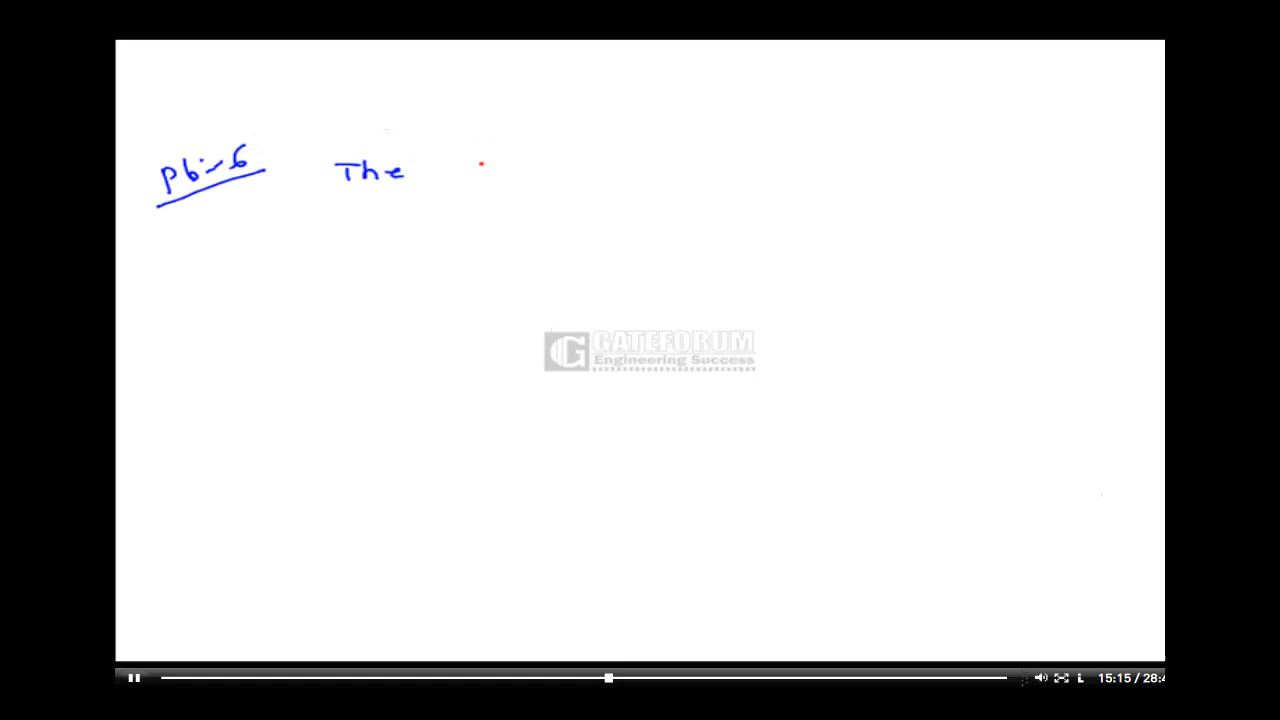 Pb:-6 The
GATEFORUM
Engineering Success
15:15 / 28:4